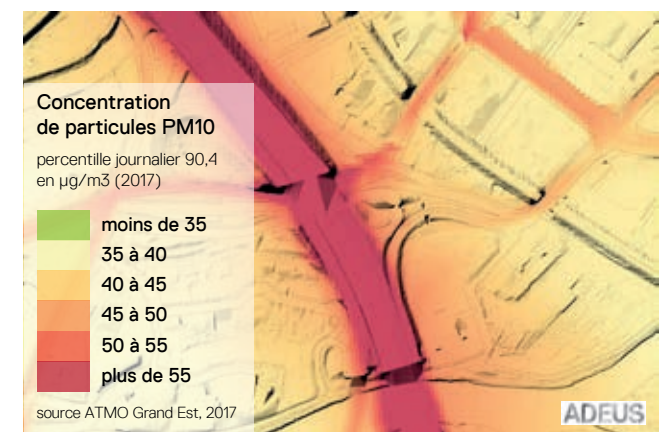 Concentration
de particules PM10
percentille journalier 90,4
en µg/m3 (2017)
moins de 35
35 à 40
40 à 45
45 à 50
50 à 55
plus de 55
source ATMO Grand Est, 2017
ADEUS